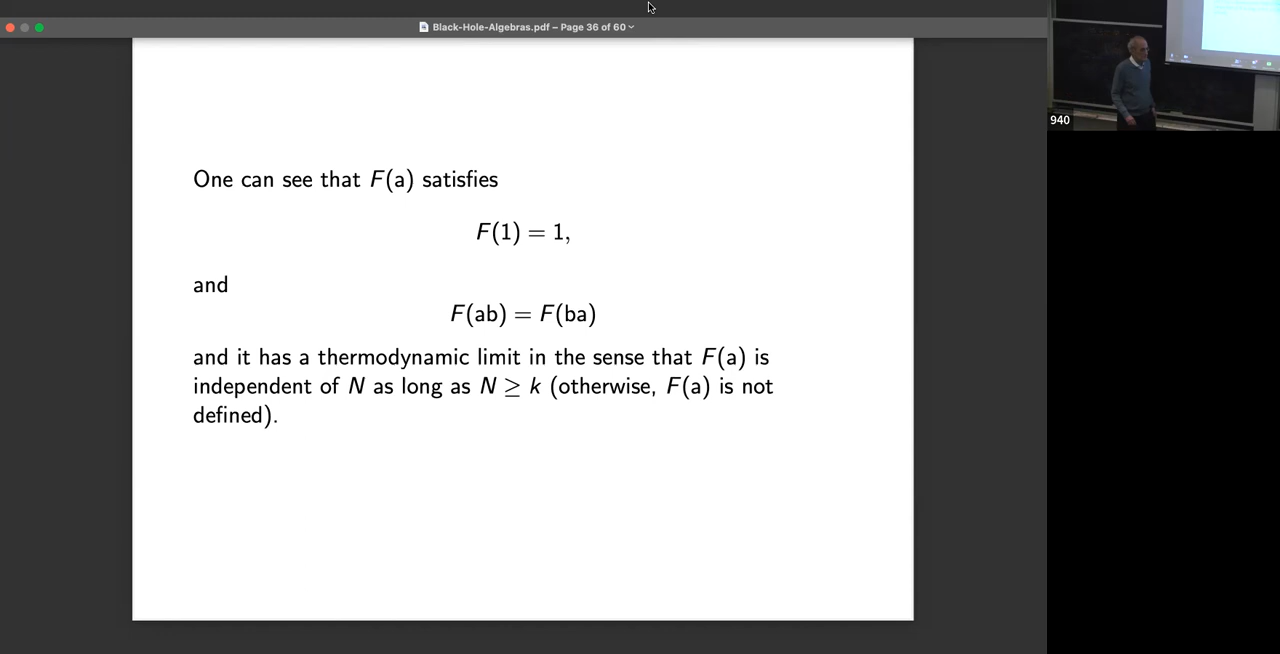 Black-Hole-Algebras.pdf – Page 36 of 60
One can see that F(a) satisfies
F(1) = 1,
and
F(ab) = F(ba)
and it has a thermodynamic limit in the sense that F(a) is
independent of N as long as N ≥ k (otherwise, F(a) is not
defined).
940